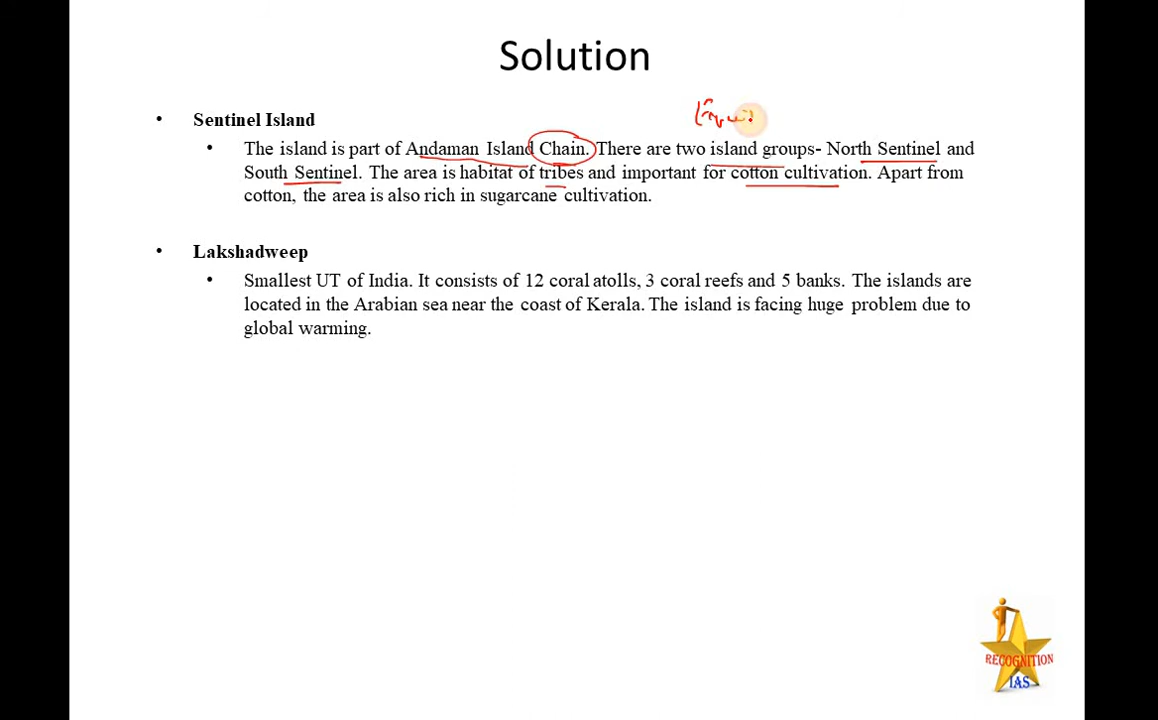 Solution
• Sentinel Island
• The island is part of Andaman Island Chain. There are two island groups- North Sentinel and
South Sentinel. The area is habitat of tribes and important for cotton cultivation. Apart from
cotton, the area is also rich in sugarcane cultivation.
• Lakshadweep
• Smallest UT of India. It consists of 12 coral atolls, 3 coral reefs and 5 banks. The islands are
located in the Arabian sea near the coast of Kerala. The island is facing huge problem due to
global warming.
RECOGNITION
IAS